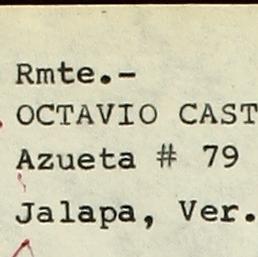 Rmte.-
OCTAVIO CAST
Azueta # 79
Jalapa, Ver.